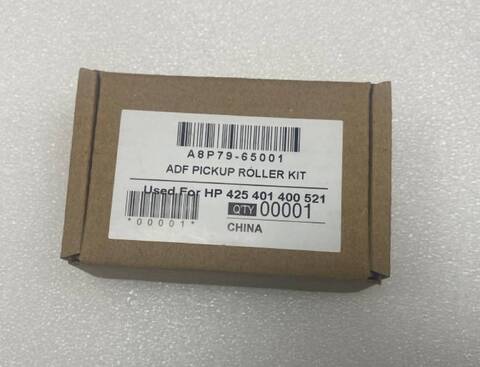 A8P79-65001
ADF PICKUP ROLLER KIT
Used For HP 425 401 400 521
QTY 00001
*00001*
CHINA